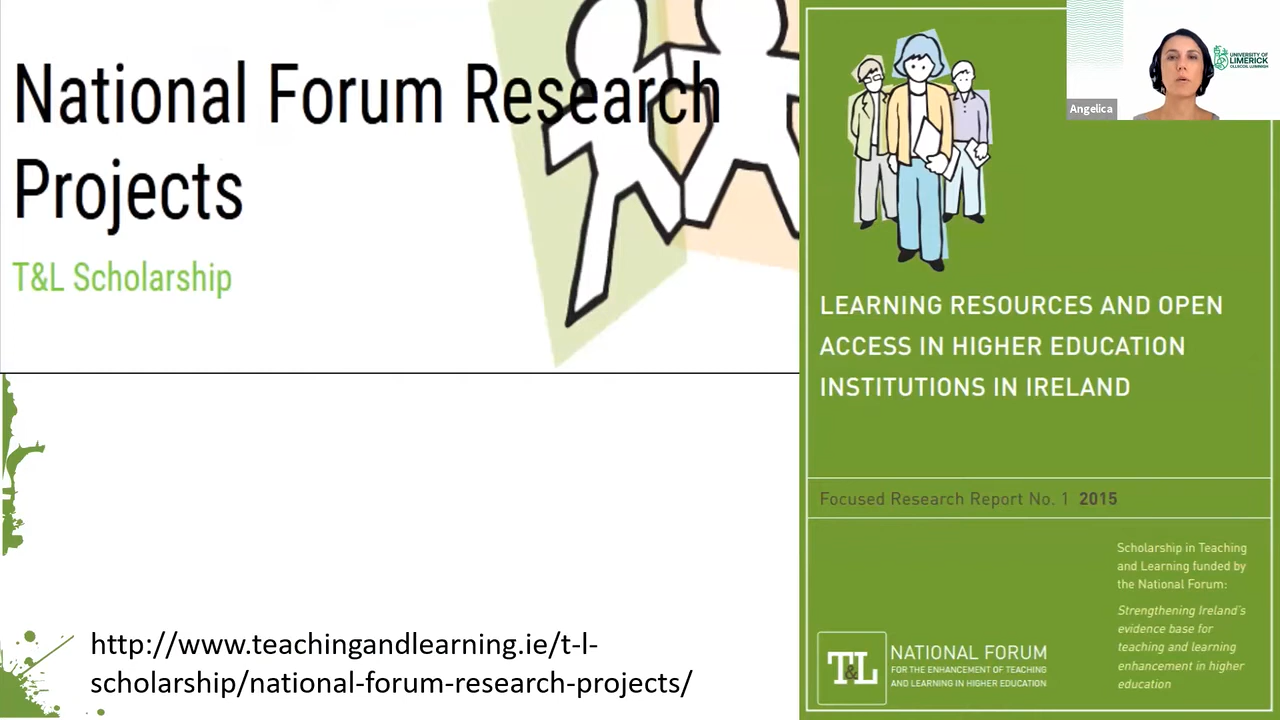 National Forum Research
Projects
T&L Scholarship
http://www.teachingandlearning.ie/t-l-
scholarship/national-forum-research-projects/
UNIVERSITY OF
LIMERICK
OLLSCOIL LUIMNIGH
Angelica
LEARNING RESOURCES AND OPEN
ACCESS IN HIGHER EDUCATION
INSTITUTIONS IN IRELAND
Focused Research Report No. 1 2015
Scholarship in Teaching
and Learning funded by
the National Forum:
Strengthening Ireland's
evidence base for
teaching and learning
enhancement in higher
education
T&L
NATIONAL FORUM
FOR THE ENHANCEMENT OF TEACHING
AND LEARNING IN HIGHER EDUCATION